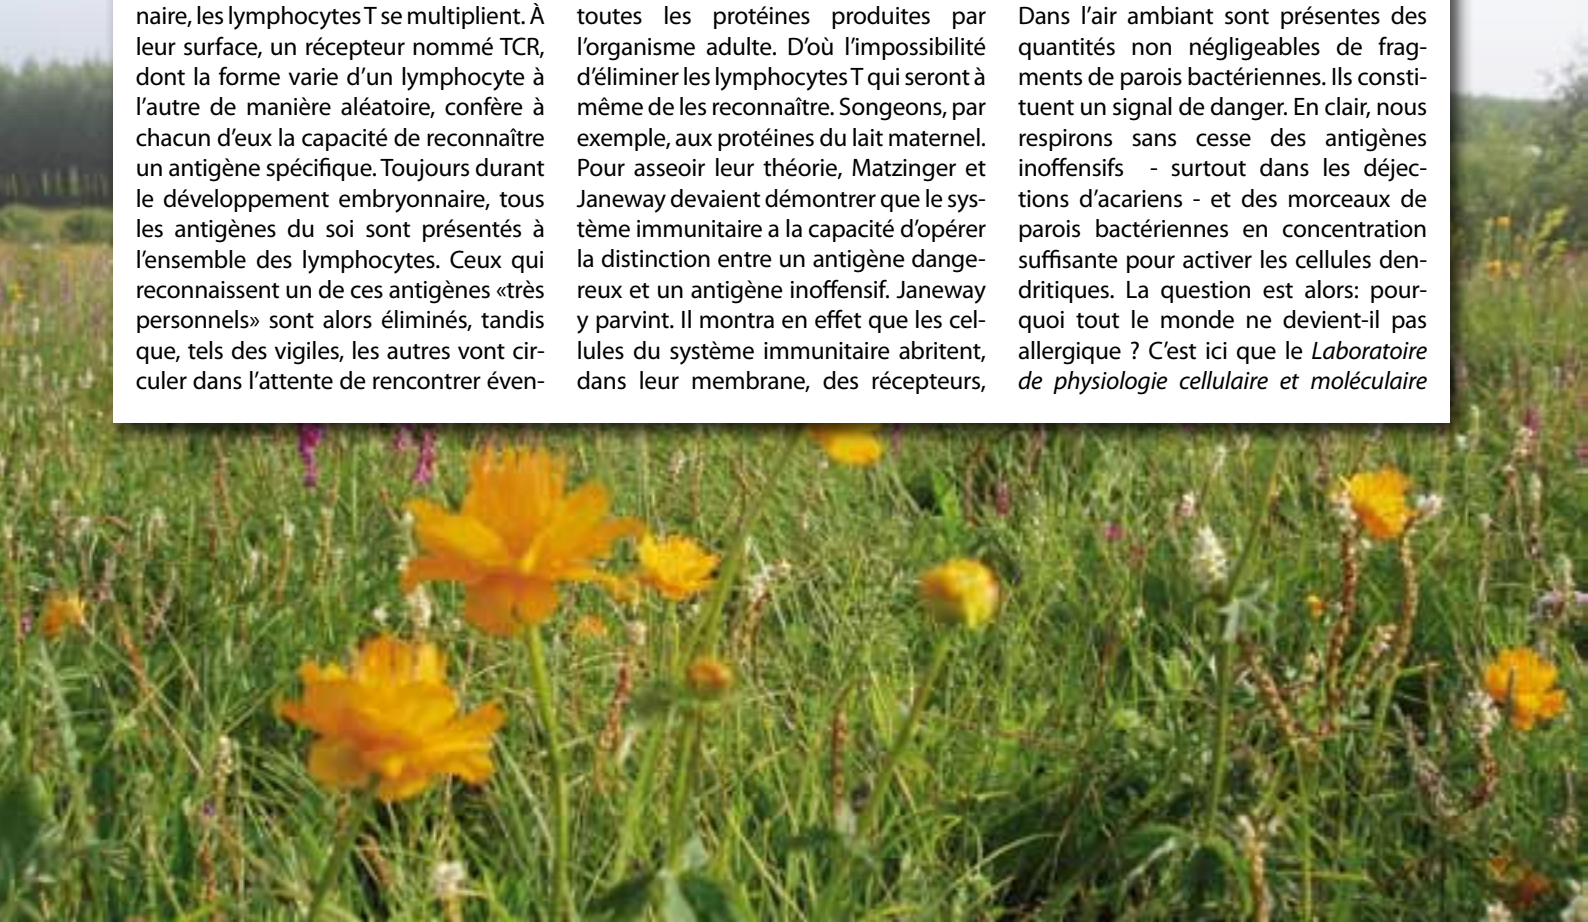 naire, les lymphocytes T se multiplient. À
leur surface, un récepteur nommé TCR,
dont la forme varie d’un lymphocyte à
l’autre de manière aléatoire, confère à
chacun d’eux la capacité de reconnaître
un antigène spécifique. Toujours durant
le développement embryonnaire, tous
les antigènes du soi sont présentés à
l’ensemble des lymphocytes. Ceux qui
reconnaissent un de ces antigènes «très
personnels» sont alors éliminés, tandis
que, tels des vigiles, les autres vont cir-
culer dans l’attente de rencontrer éven-
toutes les protéines produites par
l’organisme adulte. D’où l’impossibilité
d’éliminer les lymphocytes T qui seront à
même de les reconnaître. Songeons, par
exemple, aux protéines du lait maternel.
Pour asseoir leur théorie, Matzinger et
Janeway devaient démontrer que le sys-
tème immunitaire a la capacité d’opérer
la distinction entre un antigène dange-
reux et un antigène inoffensif. Janeway
y parvint. Il montra en effet que les cel-
lules du système immunitaire abritent,
dans leur membrane, des récepteurs,
Dans l’air ambiant sont présentes des
quantités non négligeables de frag-
ments de parois bactériennes. Ils consti-
tuent un signal de danger. En clair, nous
respirons sans cesse des antigènes
inoffensifs - surtout dans les déjec-
tions d’acariens - et des morceaux de
parois bactériennes en concentration
suffisante pour activer les cellules den-
dritiques. La question est alors: pour-
quoi tout le monde ne devient-il pas
allergique ? C’est ici que le Laboratoire
de physiologie cellulaire et moléculaire